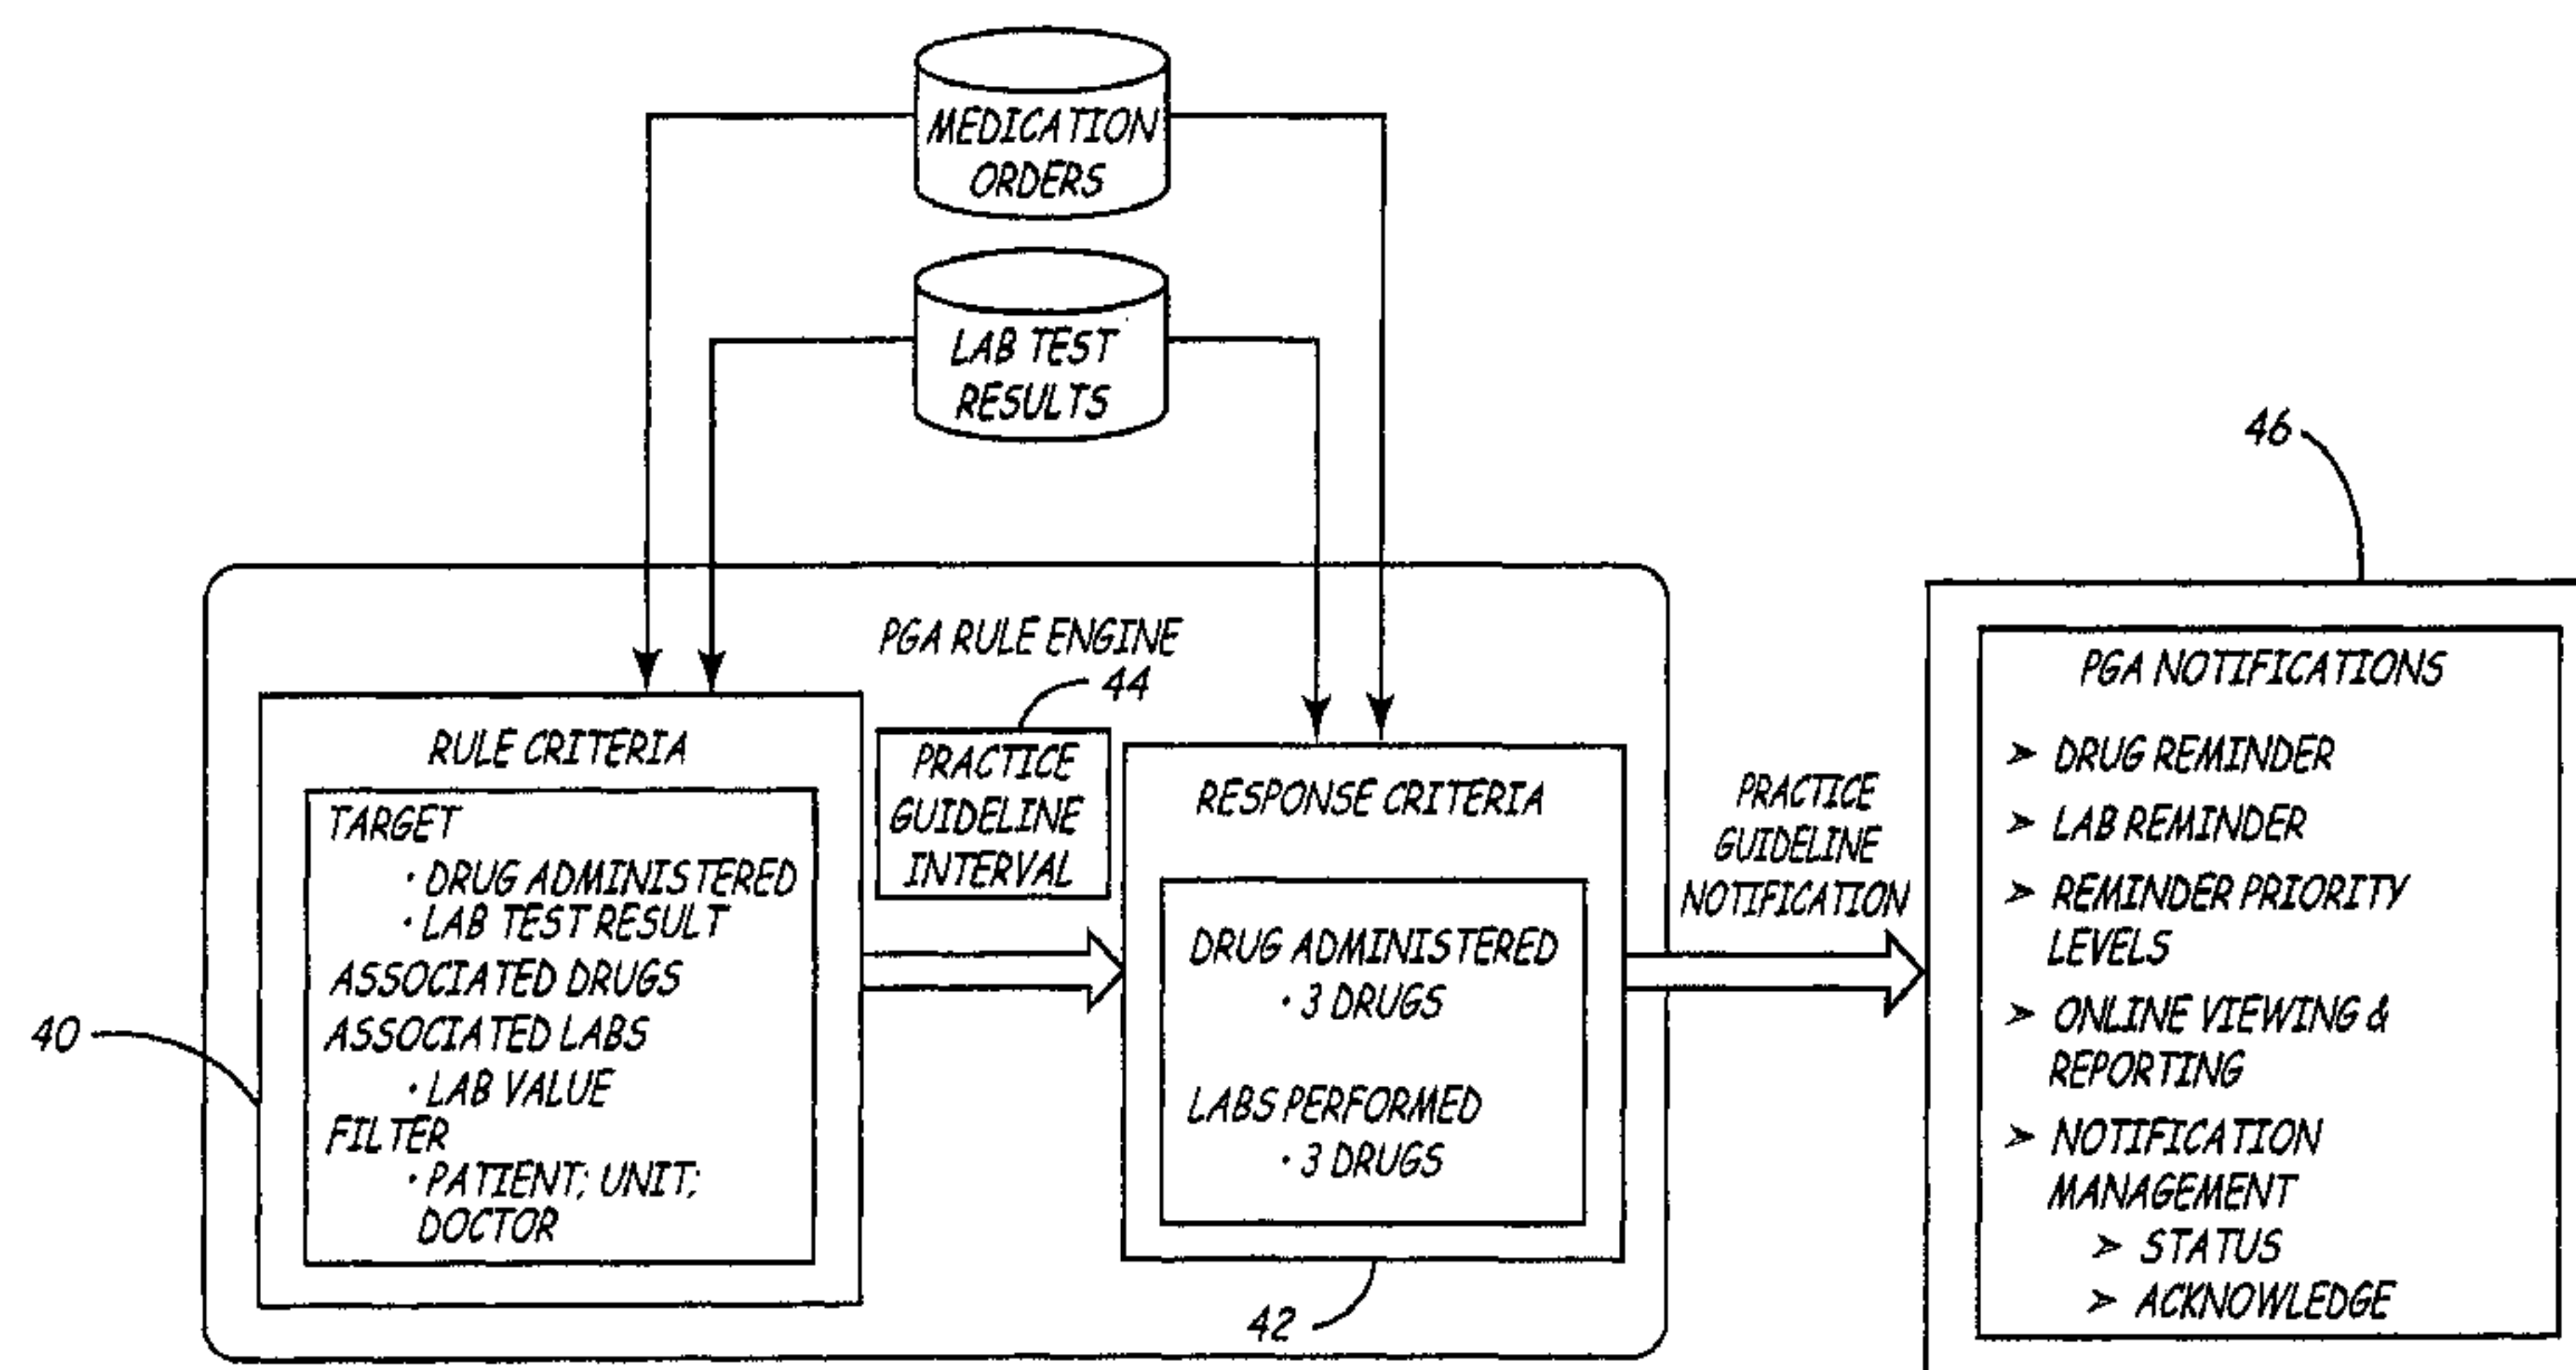 MEDICATION
ORDERS
LAB TEST
RESULTS
46
PGA RULE ENGINE
44
RULE CRITERIA
TARGET
· DRUG ADMINISTERED
· LAB TEST RESULT
ASSOCIATED DRUGS
ASSOCIATED LABS
· LAB VALUE
FILTER
· PATIENT; UNIT;
DOCTOR
40
PRACTICE
GUIDELINE
INTERVAL
RESPONSE CRITERIA
DRUG ADMINISTERED
· 3 DRUGS
LABS PERFORMED
· 3 DRUGS
42
PRACTICE
GUIDELINE
NOTIFICATION
PGA NOTIFICATIONS
➢ DRUG REMINDER
➢ LAB REMINDER
➢ REMINDER PRIORITY
LEVELS
➢ ONLINE VIEWING &
REPORTING
➢ NOTIFICATION
MANAGEMENT
➢ STATUS
➢ ACKNOWLEDGE